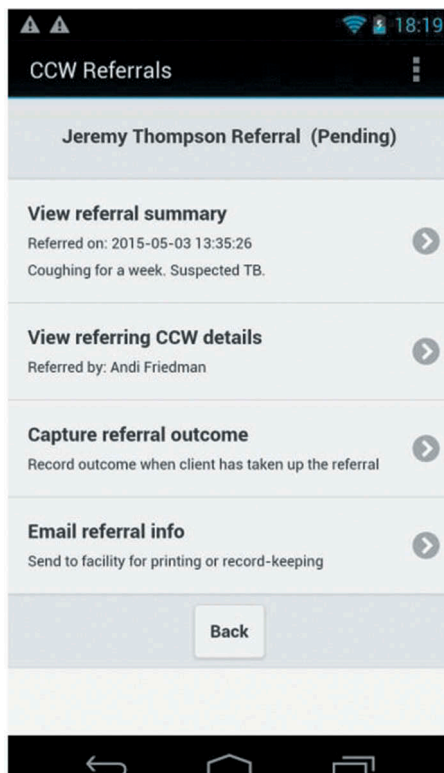 18:19
CCW Referrals
Jeremy Thompson Referral (Pending)
View referral summary
Referred on: 2015-05-03 13:35:26
Coughing for a week. Suspected TB.
View referring CCW details
Referred by: Andi Friedman
Capture referral outcome
Record outcome when client has taken up the referral
Email referral info
Send to facility for printing or record-keeping
Back